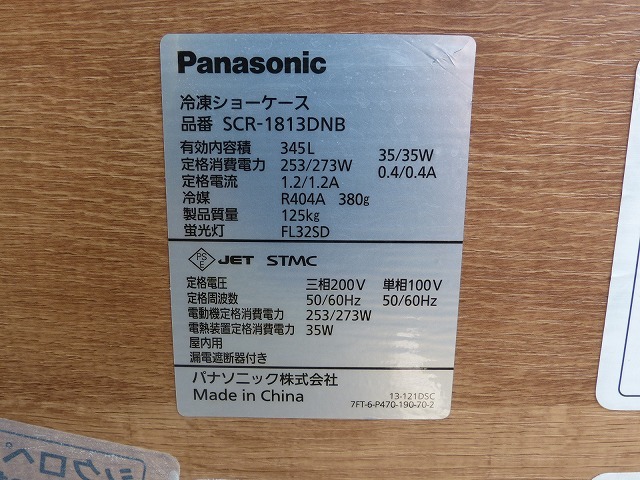 Panasonic
冷凍ショーケース
品番 SCR-1813DNB
有効内容積 345L
定格消費電力 253/273W 35/35W
定格電流 1.2/1.2A 0.4/0.4A
冷媒 R404A 380g
製品質量 125kg
蛍光灯 FL32SD
PS E JET STMC
定格電圧 三相200V 単相100V
定格周波数 50/60Hz 50/60Hz
電動機定格消費電力 253/273W
電熱装置定格消費電力 35W
屋内用
漏電遮断器付き
パナソニック株式会社
Made in China 13-121DSC
7FT-6-P470-190-70-2
シクロペ